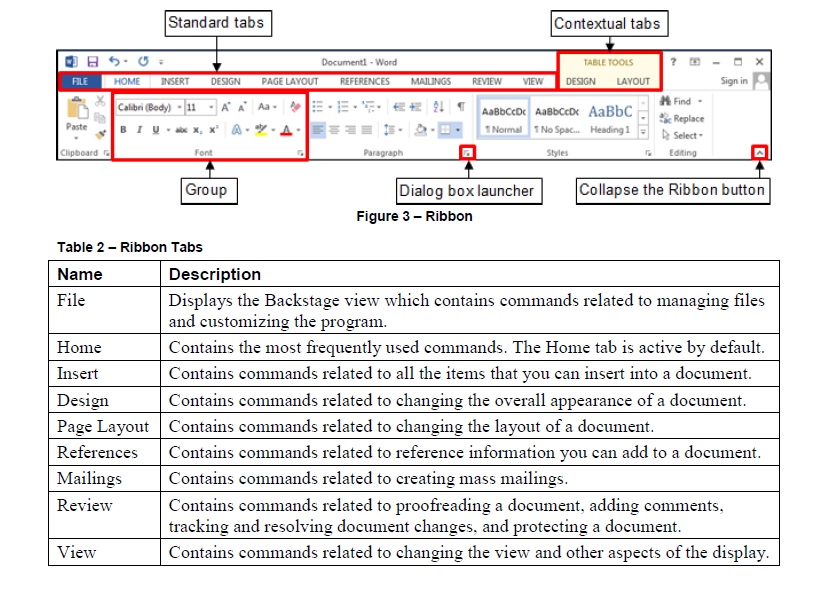 Standard tabs
Contextual tabs
Document1 - Word
TABLE TOOLS
?
FILE HOME INSERT DESIGN PAGE LAYOUT REFERENCES MAILINGS REVIEW VIEW DESIGN LAYOUT Sign in
Calibri (Body) 11 A A Aa
AaBbCcDc AaBbCcDc AaBbC
Find
Replace
Paste
B I U abc X₂ X² A aby A
¶ Normal ¶ No Spac... Heading 1
Select
Clipboard Font Paragraph Styles Editing
Group
Dialog box launcher
Collapse the Ribbon button
Figure 3 – Ribbon
Table 2 – Ribbon Tabs
Name Description
File Displays the Backstage view which contains commands related to managing files
and customizing the program.
Home Contains the most frequently used commands. The Home tab is active by default.
Insert Contains commands related to all the items that you can insert into a document.
Design Contains commands related to changing the overall appearance of a document.
Page Layout Contains commands related to changing the layout of a document.
References Contains commands related to reference information you can add to a document.
Mailings Contains commands related to creating mass mailings.
Review Contains commands related to proofreading a document, adding comments,
tracking and resolving document changes, and protecting a document.
View Contains commands related to changing the view and other aspects of the display.